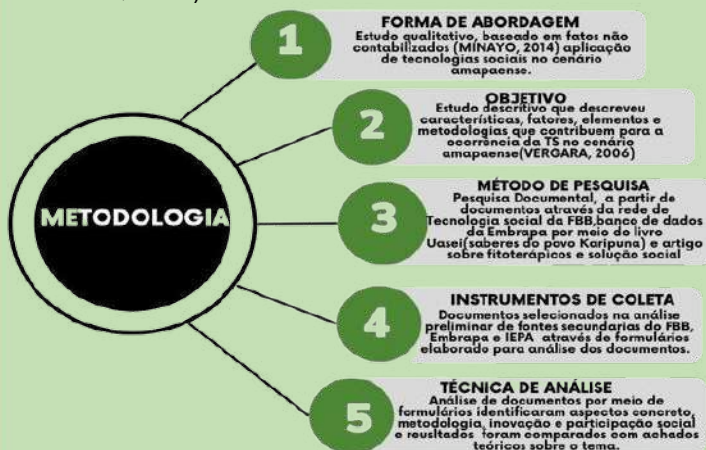 METODOLOGIA
1
FORMA DE ABORDAGEM
Estudo qualitativo, baseado em fatos não
contabilizados (MINAYO, 2014) aplicação
de tecnologias sociais no cenário
amapaense.
2
OBJETIVO
Estudo descritivo que descreveu
características, fatores, elementos e
metodologias que contribuem para a
ocorrência da TS no cenário
amapaense(VERGARA, 2006)
3
MÉTODO DE PESQUISA
Pesquisa Documental, a partir de
documentos através da rede de
Tecnologia social da FBB,banco de dados
da Embrapa por meio do livro
Uasei(saberes do povo Karipuna) e artigo
sobre fitoterápicos e solução social
4
INSTRUMENTOS DE COLETA
Documentos selecionados na análise
preliminar de fontes secundarias do FBB,
Embrapa e IEPA através de formulários
elaborado para análise dos documentos.
5
TÉCNICA DE ANÁLISE
Análise de documentos por meio de
formulários identificaram aspectos concreto,
metodologia, inovação e participação social
e reusltados foram comparados com achados
teóricos sobre o tema.